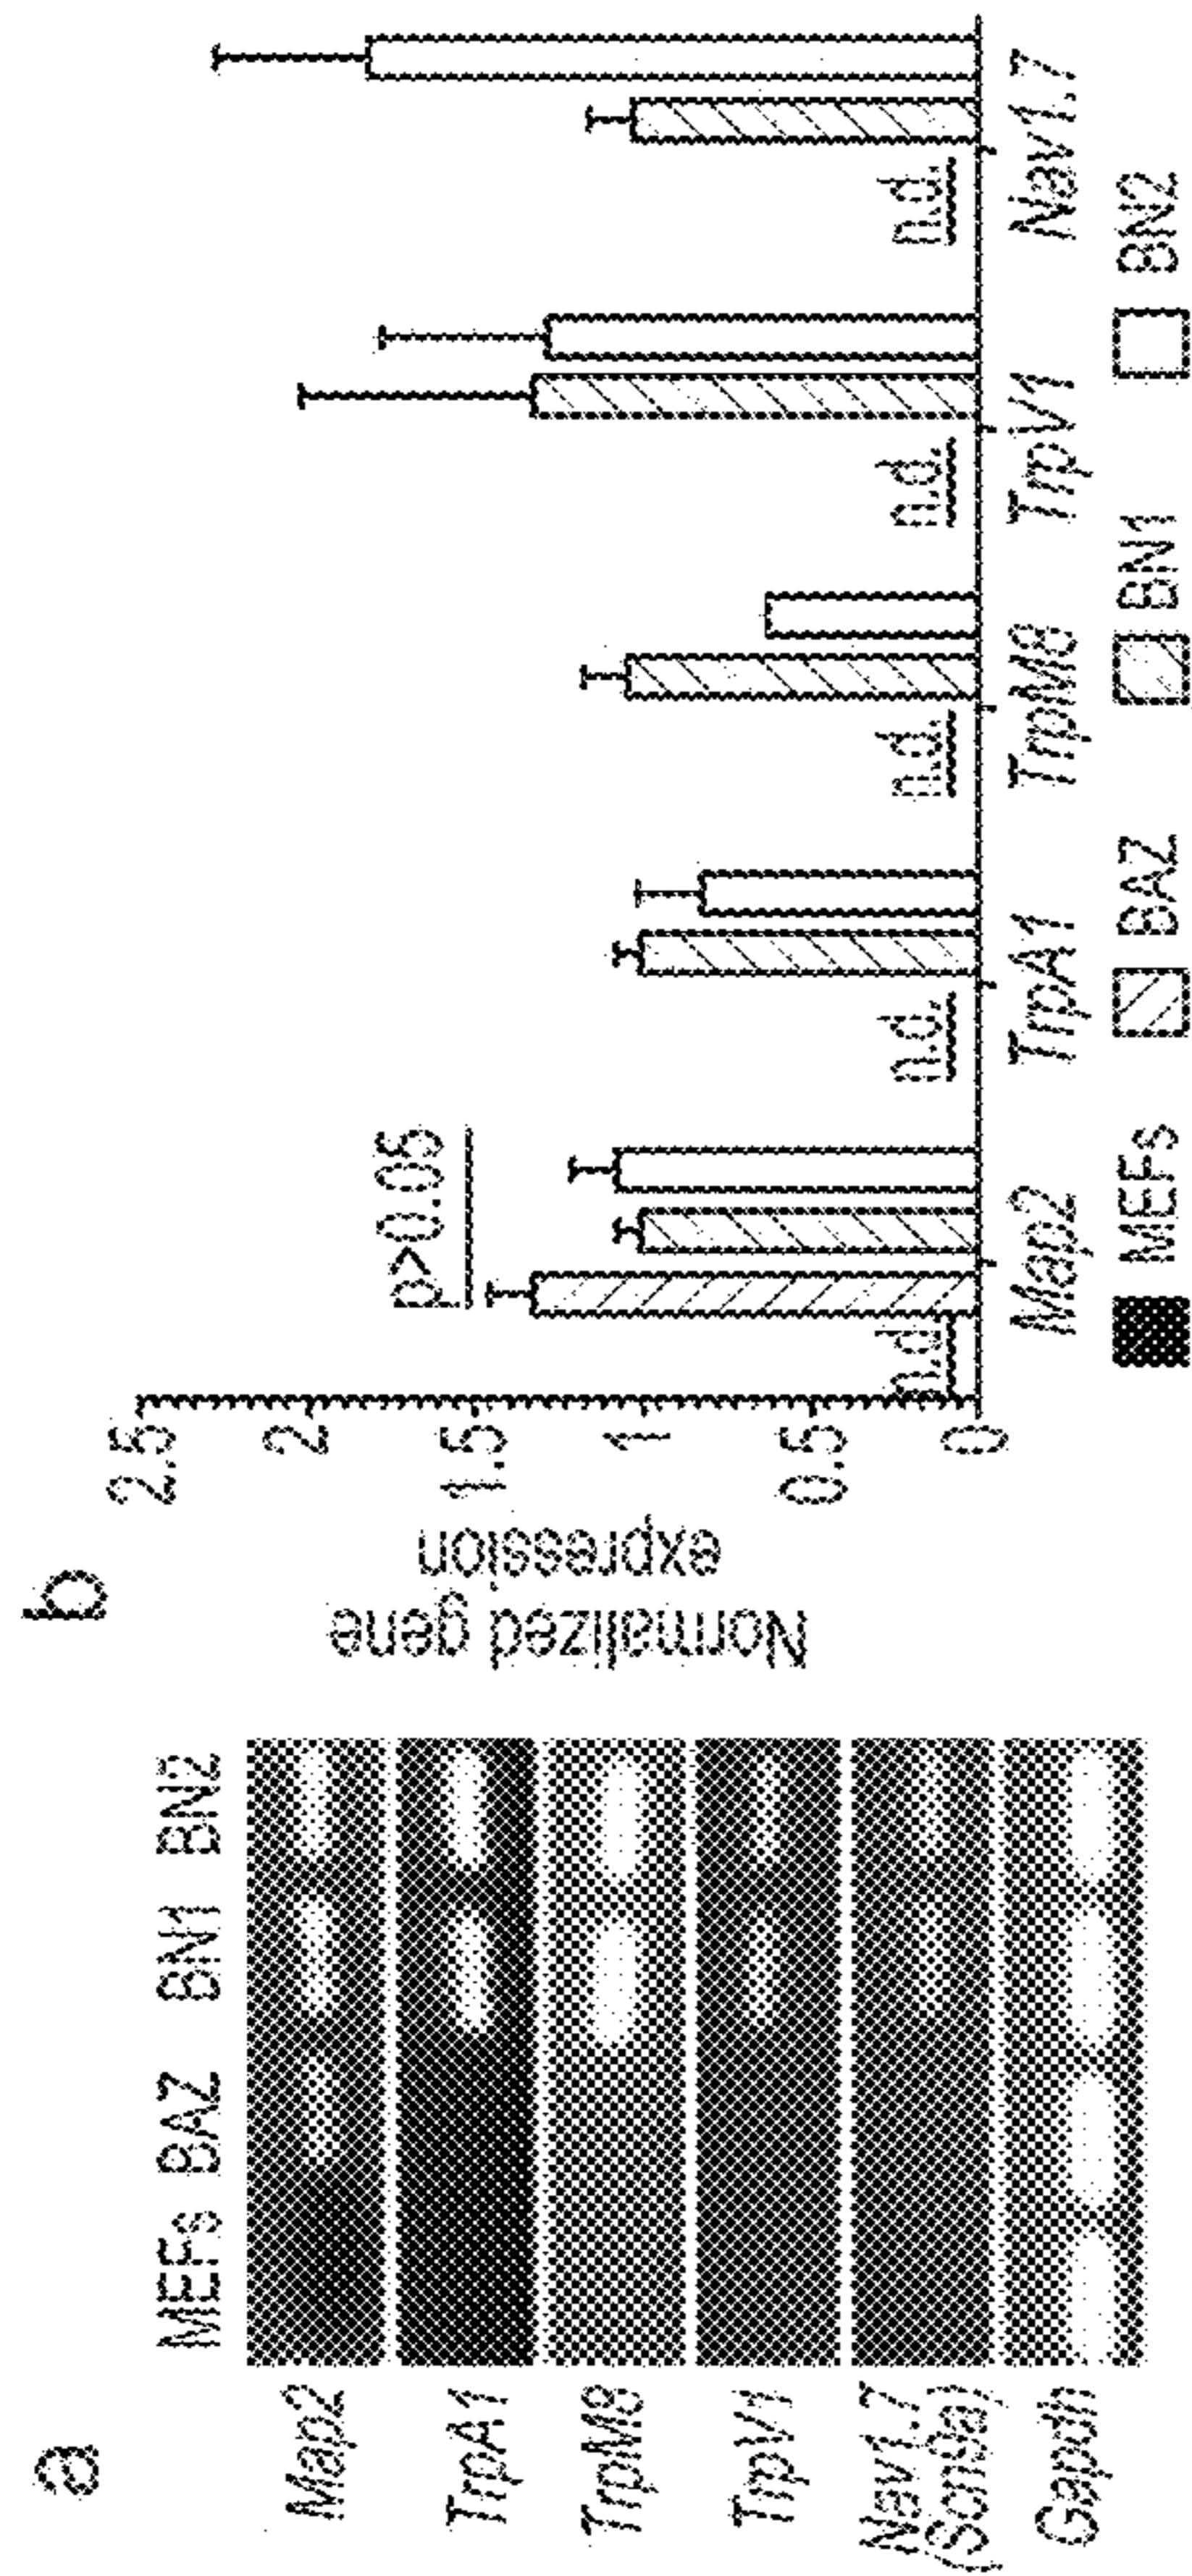 a
MEFs BAZ BN1 BN2
Map2
TrpA1
TrpM8
TrpV1
Nav1.7
Gapdh
b
Normalized gene
expression
2.5
2
1.5
1
0.5
0
p>0.05
n.d.
n.d.
n.d.
n.d.
n.d.
Map2 TrpA1 TrpM8 TrpV1 Nav1.7
MEFs BAZ BN1 BN2